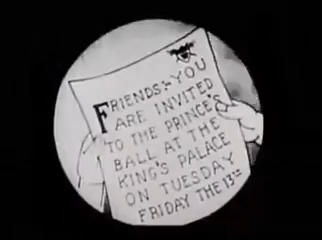 FRIENDS:- YOU
ARE INVITED
TO THE PRINCE'S
BALL AT THE
KING'S PALACE
ON TUESDAY
FRIDAY THE 13TH